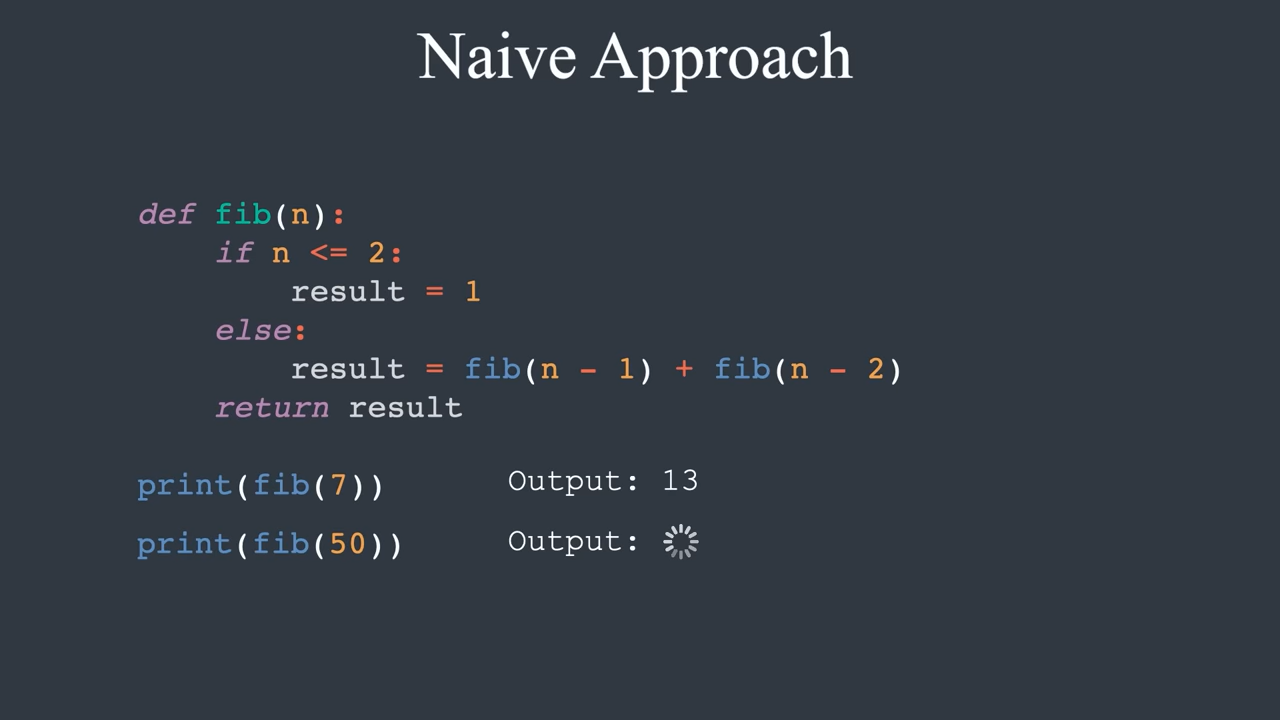 Naive Approach
def fib(n):
    if n <= 2:
        result = 1
    else:
        result = fib(n - 1) + fib(n - 2)
    return result
print(fib(7)) Output: 13
print(fib(50)) Output: